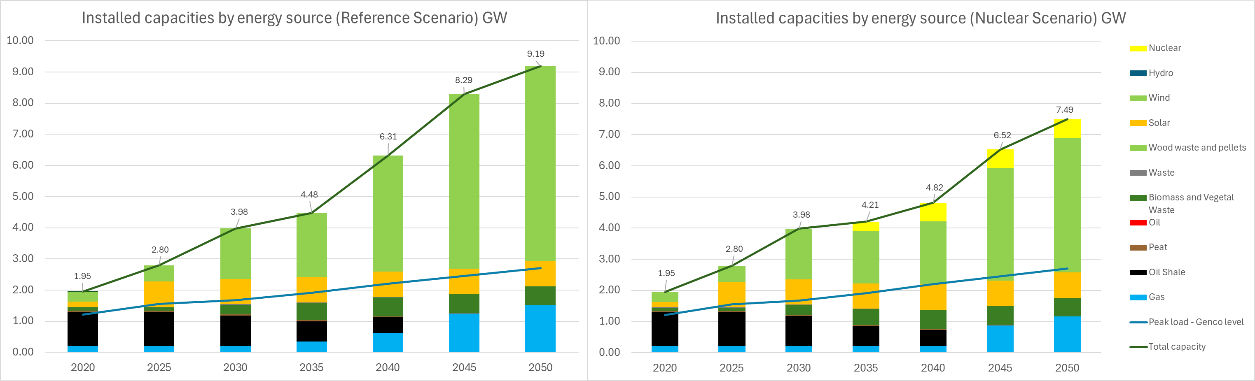 Installed capacities by energy source (Reference Scenario) GW
10.00
9.00
8.00
7.00
6.00
5.00
4.00
3.00
2.00
1.00
0.00
1.95
2.80
3.98
4.48
6.31
8.29
9.19
2020 2025 2030 2035 2040 2045 2050
Installed capacities by energy source (Nuclear Scenario) GW
10.00
9.00
8.00
7.00
6.00
5.00
4.00
3.00
2.00
1.00
0.00
1.95
2.80
3.98
4.21
4.82
6.52
7.49
2020 2025 2030 2035 2040 2045 2050
Nuclear
Hydro
Wind
Solar
Wood waste and pellets
Waste
Biomass and Vegetal
Waste
Oil
Peat
Oil Shale
Gas
Peak load - Genco level
Total capacity